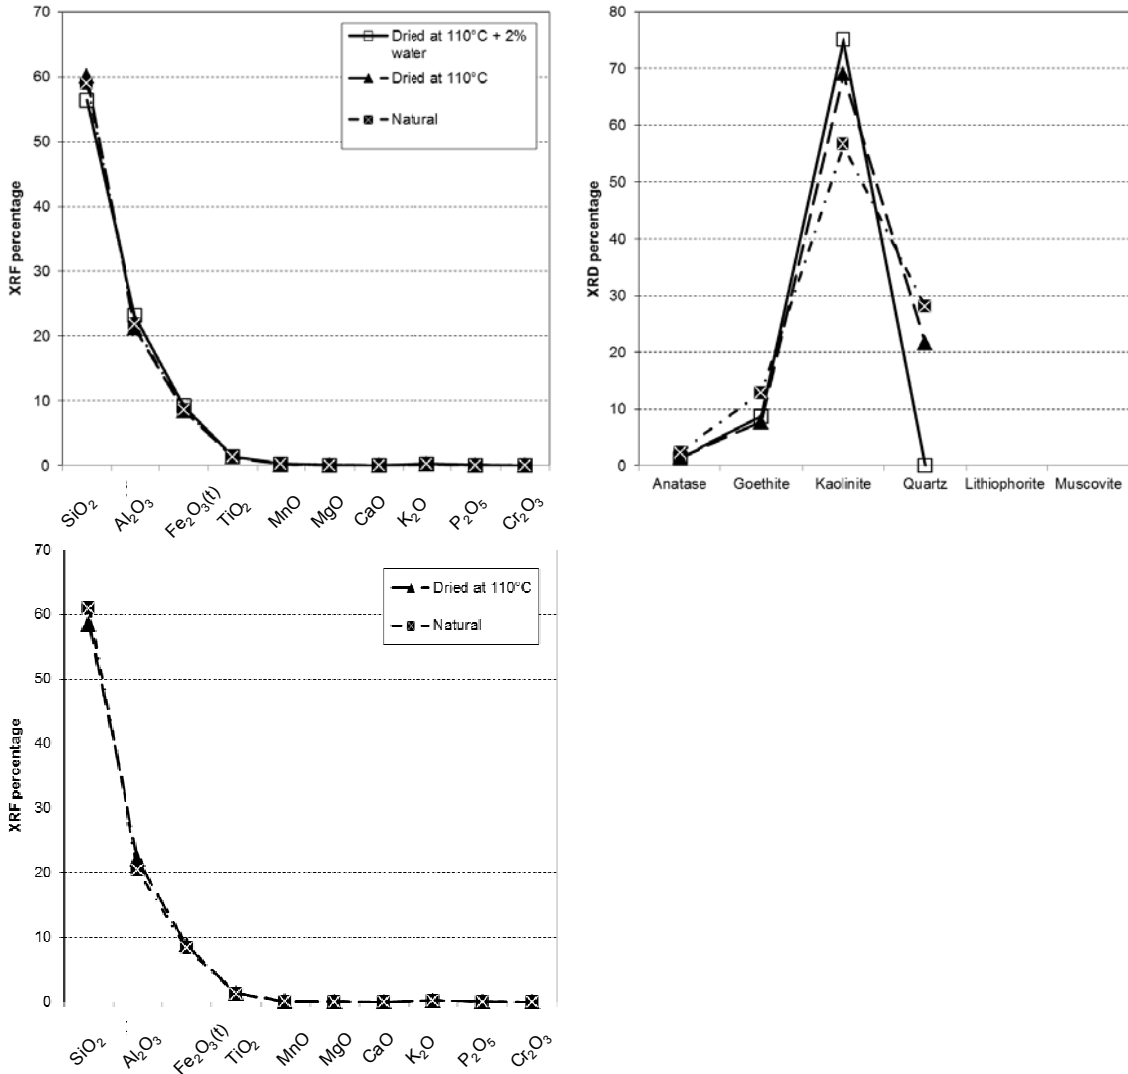 70
60
50
40
30
20
10
0
XRF percentage
Dried at 110°C + 2%
water
Dried at 110°C
Natural
SiO₂
Al₂O₃
Fe₂O₃(t)
TiO₂
MnO
MgO
CaO
K₂O
P₂O₅
Cr₂O₃
80
70
60
50
40
30
20
10
0
XRD percentage
Anatase Goethite Kaolinite Quartz Lithiophorite Muscovite
70
60
50
40
30
20
10
0
XRF percentage
Dried at 110°C
Natural
SiO₂
Al₂O₃
Fe₂O₃(t)
TiO₂
MnO
MgO
CaO
K₂O
P₂O₅
Cr₂O₃